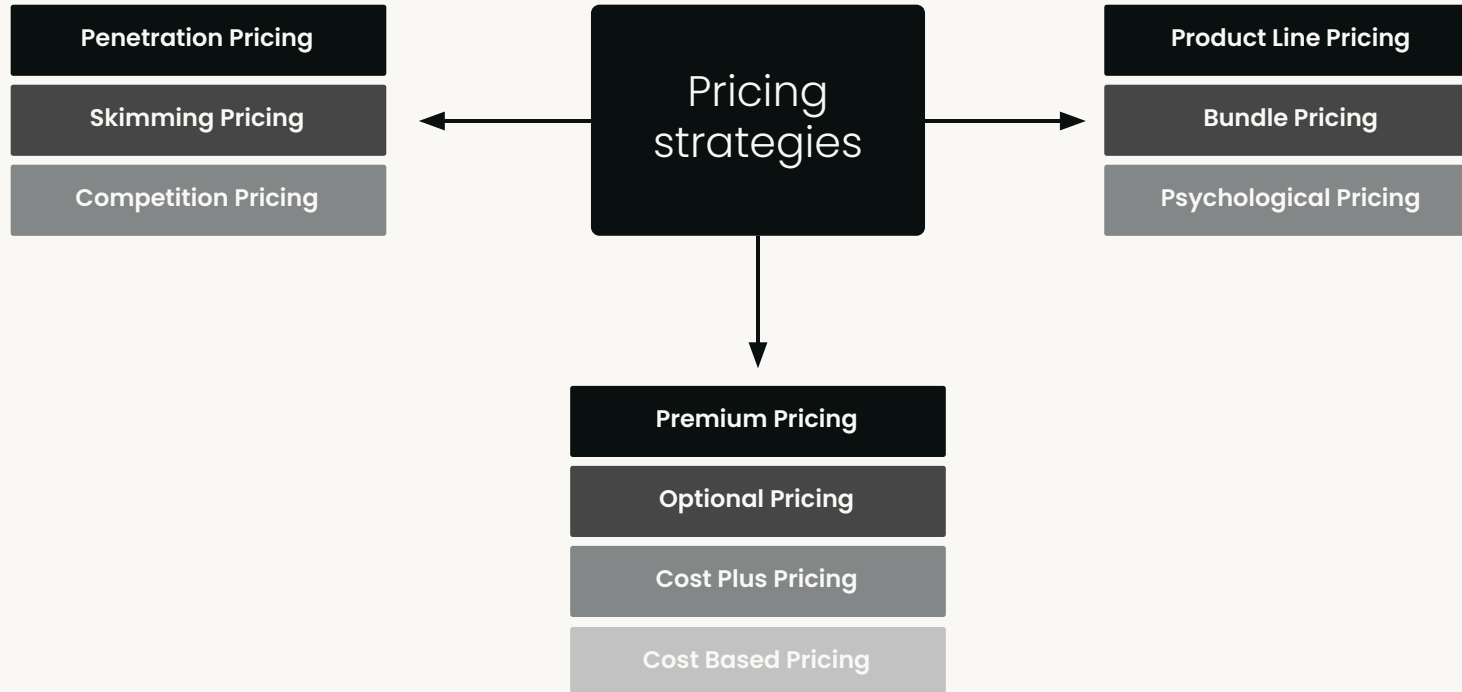 Penetration Pricing
Skimming Pricing
Competition Pricing
Pricing
strategies
Product Line Pricing
Bundle Pricing
Psychological Pricing
Premium Pricing
Optional Pricing
Cost Plus Pricing
Cost Based Pricing